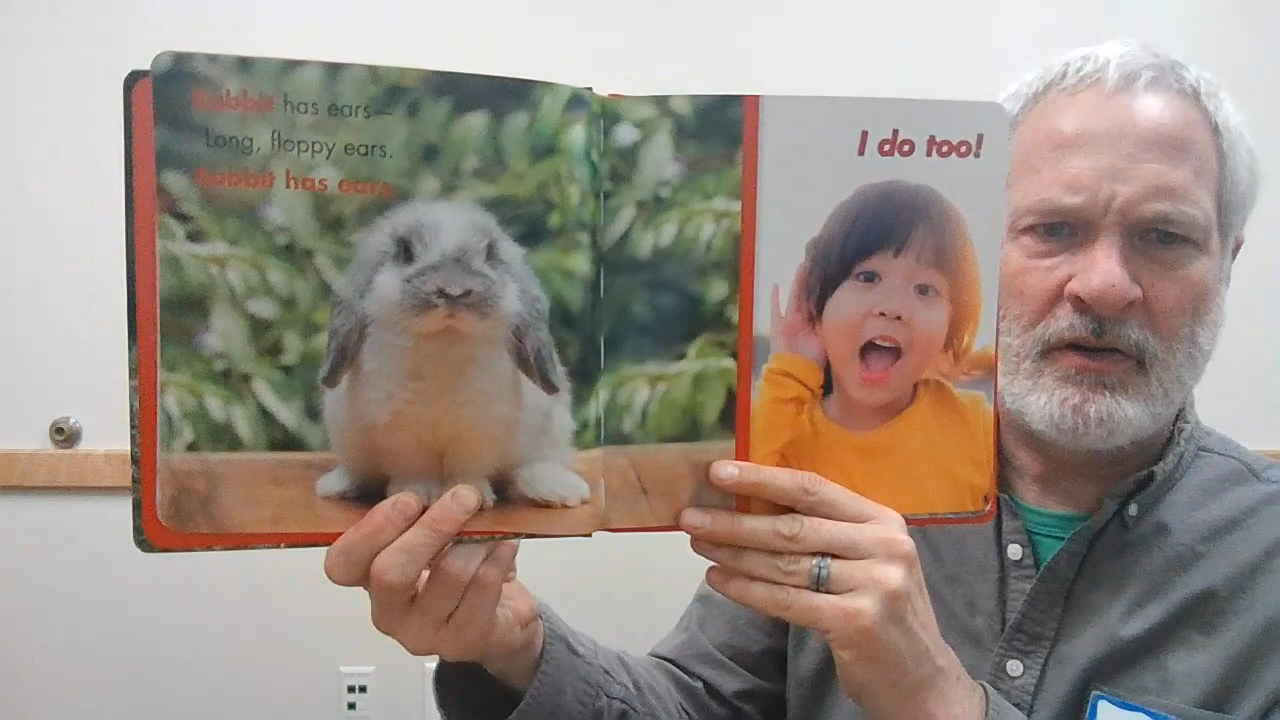 Rabbit has ears—
Long, floppy ears.
Rabbit has ears.
I do too!